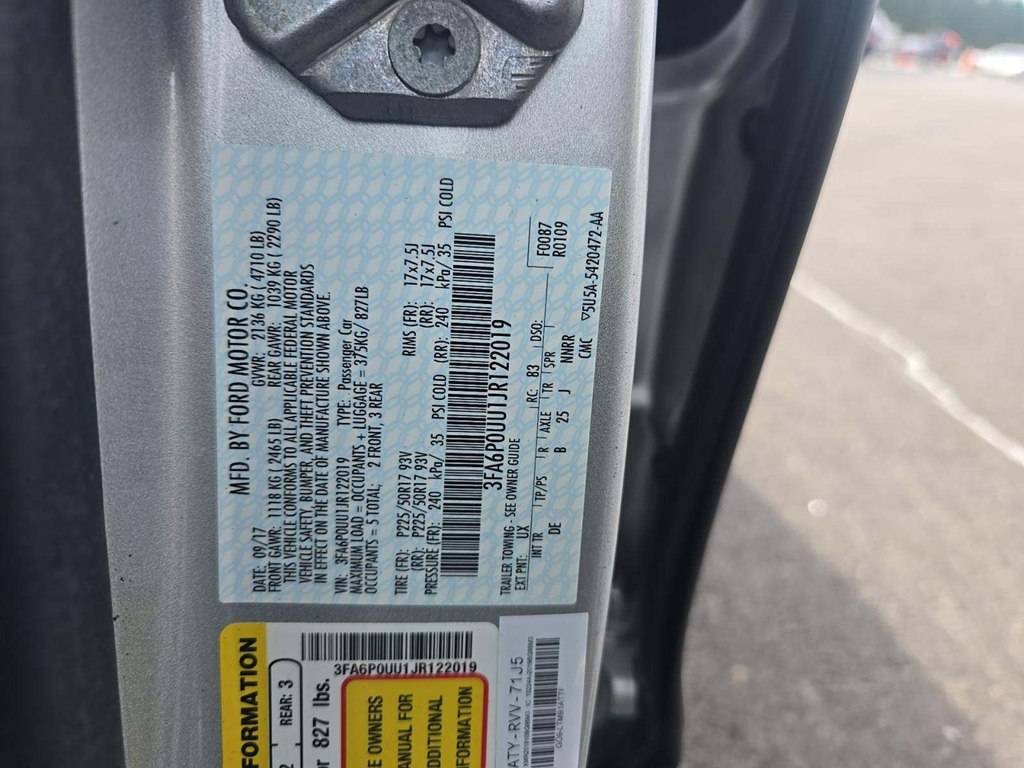 MFD. BY FORD MOTOR CO.
DATE: 09/17 GVWR: 2136 KG ( 4710 LB)
FRONT GAWR: 1118 KG ( 2465 LB) REAR GAWR: 1039 KG ( 2290 LB)
THIS VEHICLE CONFORMS TO ALL APPLICABLE FEDERAL MOTOR
VEHICLE SAFETY, BUMPER, AND THEFT PREVENTION STANDARDS
IN EFFECT ON THE DATE OF MANUFACTURE SHOWN ABOVE.
VIN: 3FA6P0UU1JR122019 TYPE: Passenger Car
MAXIMUM LOAD = OCCUPANTS + LUGGAGE = 375KG/ 827LB
OCCUPANTS = 5 TOTAL; 2 FRONT, 3 REAR
TIRE (FR): P225/50R17 93V RIMS (FR): 17x7.5J
(RR): P225/50R17 93V (RR): 17x7.5J
PRESSURE (FR): 240 kPa/ 35 PSI COLD (RR): 240 kPa/ 35 PSI COLD
3FA6P0UU1JR122019
TRAILER TOWING - SEE OWNER GUIDE
F0087
EXT PNT: UX RC: B3 DSO: R0109
INT TR TP/PS R AXLE TR SPR
DE B 25 J NNRR
CMC ▽5U5A-5420472-AA
FORMATION
2 REAR: 3
or 827 lbs.
3FA6P0UU1JR122019
E OWNERS
ANUAL FOR
DDITIONAL
FORMATION
ATY-RVV-71J5